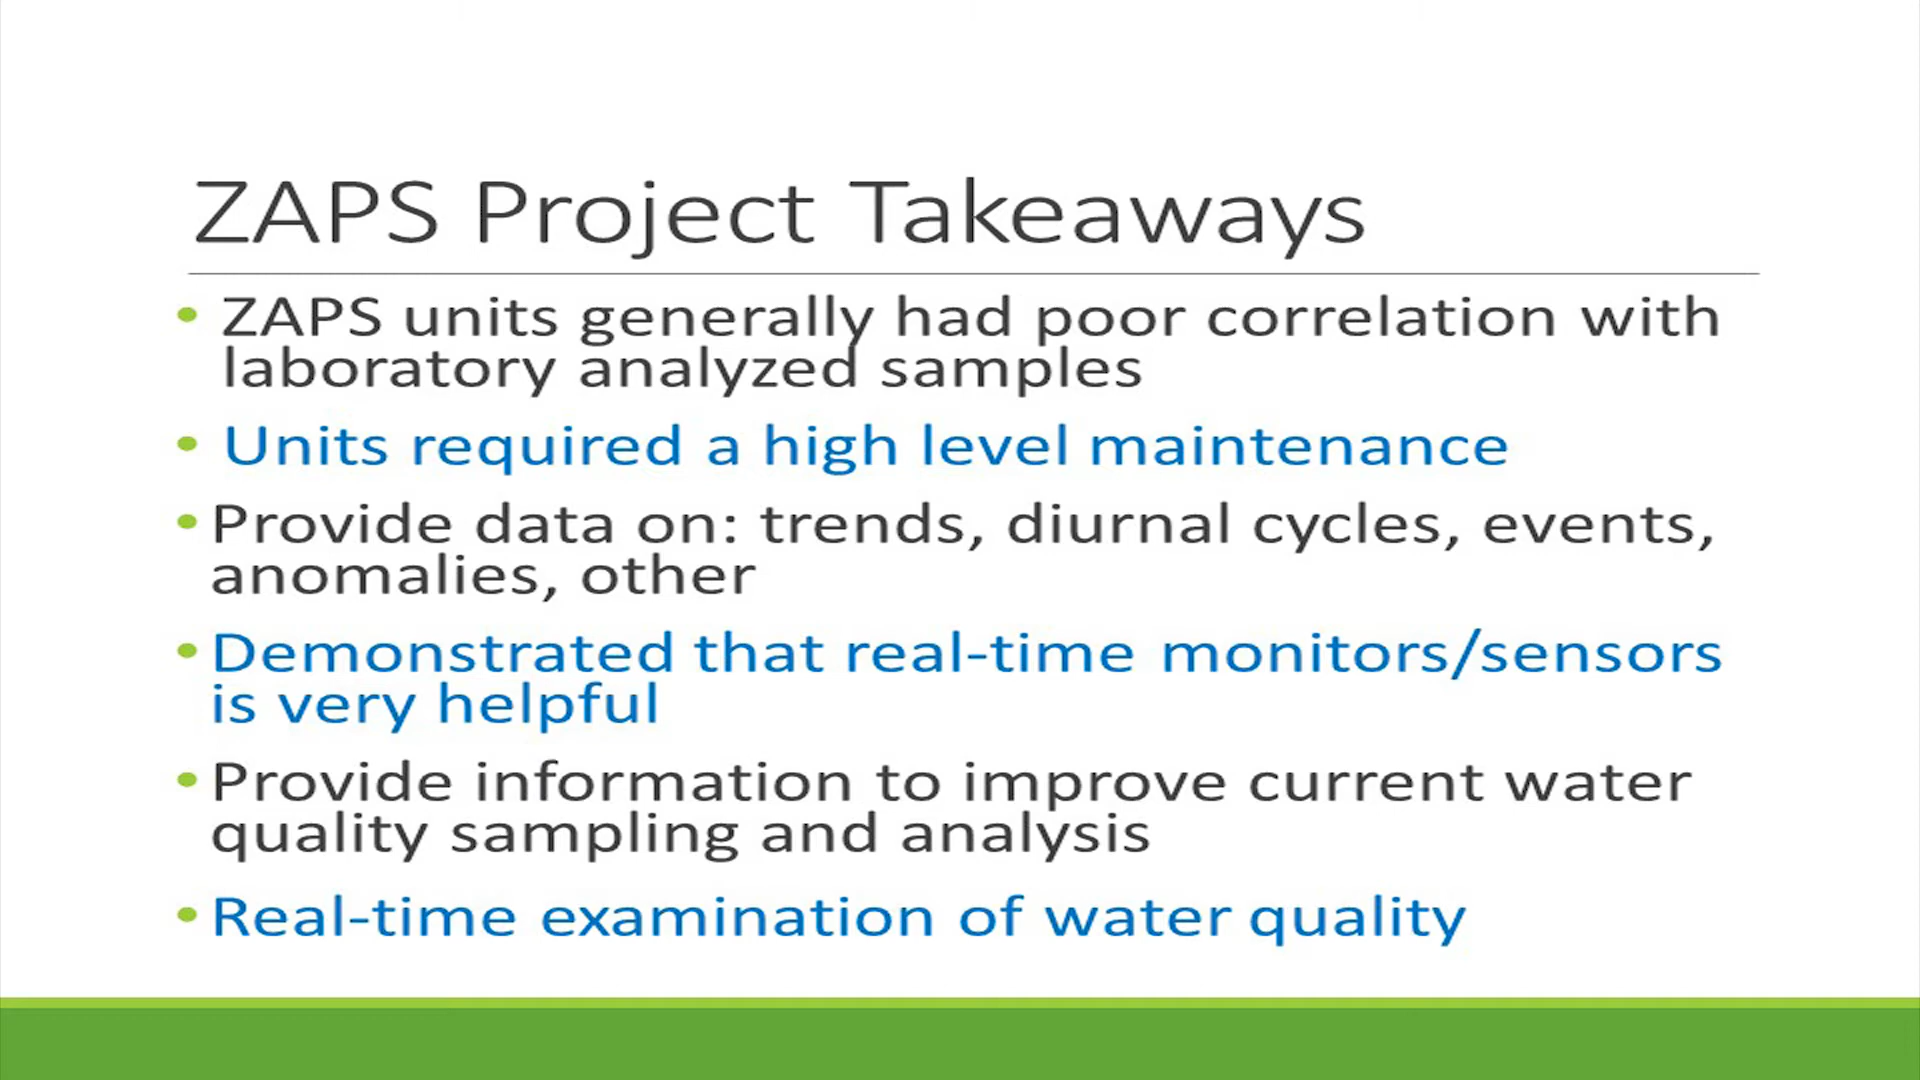 ZAPS Project Takeaways
• ZAPS units generally had poor correlation with
laboratory analyzed samples
• Units required a high level maintenance
• Provide data on: trends, diurnal cycles, events,
anomalies, other
• Demonstrated that real-time monitors/sensors
is very helpful
• Provide information to improve current water
quality sampling and analysis
• Real-time examination of water quality